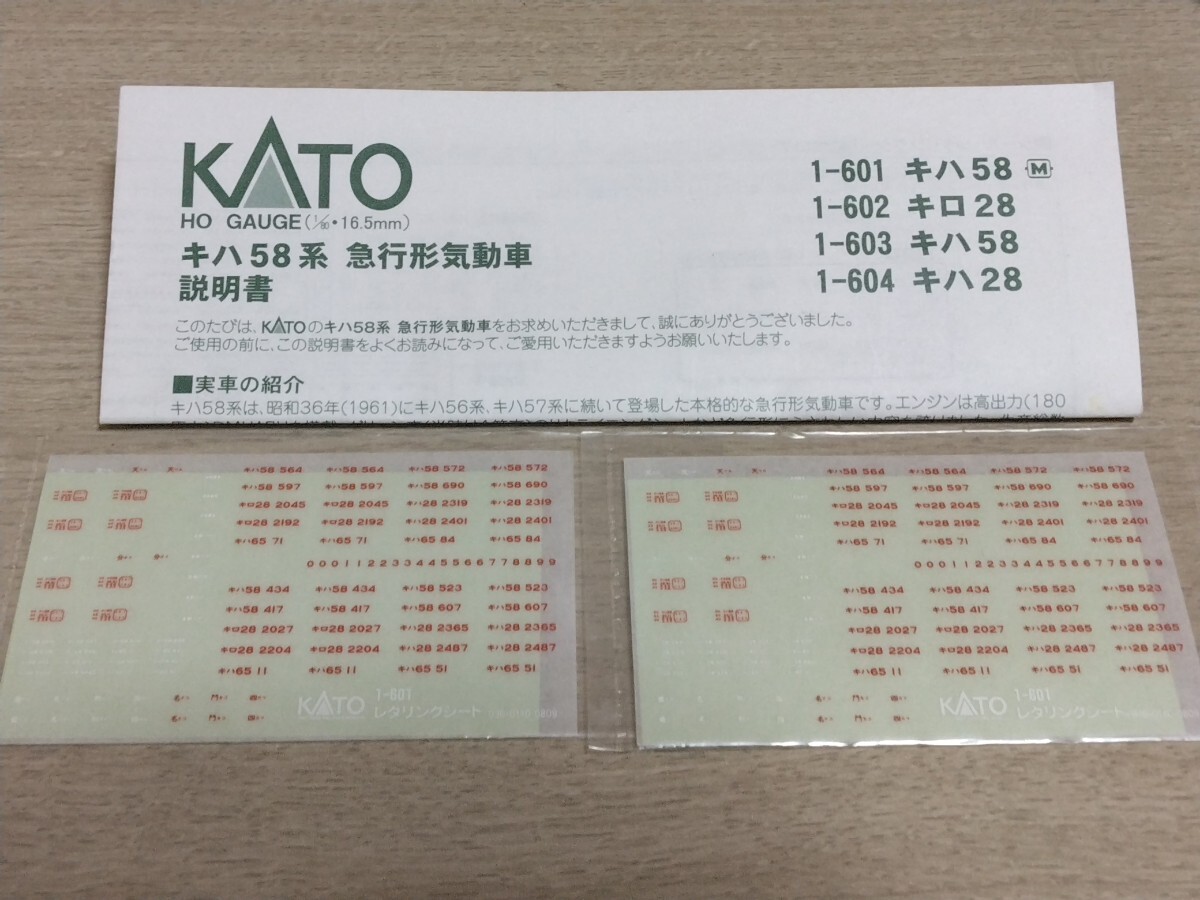 KATO
HO GAUGE(1/80・16.5mm)
キハ58系 急行形気動車
説明書
1-601 キハ58 M
1-602 キロ28
1-603 キハ58
1-604 キハ28
このたびは、KATOのキハ58系 急行形気動車をお求めいただきまして、誠にありがとうございました。
ご使用の前に、この説明書をよくお読みになって、ご愛用いただきますようお願いいたします。
■実車の紹介
キハ58系は、昭和36年(1961)にキハ56系、キハ57系に続いて登場した本格的な急行形気動車です。エンジンは高出力(180
キハ58 564 キハ58 564 キハ58 572 キハ58 572
キハ58 597 キハ58 597 キハ58 690 キハ58 690
キロ28 2045 キロ28 2045 キハ28 2319 キハ28 2319
キロ28 2192 キロ28 2192 キハ28 2401 キハ28 2401
キハ65 71 キハ65 71 キハ65 84 キハ65 84
0 0 0 1 1 2 2 3 3 4 4 5 5 6 6 7 7 8 8 9 9
キハ58 434 キハ58 434 キハ58 523 キハ58 523
キハ58 417 キハ58 417 キハ58 607 キハ58 607
キロ28 2027 キロ28 2027 キハ28 2365 キハ28 2365
キロ28 2204 キロ28 2204 キハ28 2487 キハ28 2487
キハ65 11 キハ65 11 キハ65 51 キハ65 51
KATO 1-601
レタリングシート
キハ58 564 キハ58 564 キハ58 572 キハ58 572
キハ58 597 キハ58 597 キハ58 690 キハ58 690
キロ28 2045 キロ28 2045 キハ28 2319 キハ28 2319
キロ28 2192 キロ28 2192 キハ28 2401 キハ28 2401
キハ65 71 キハ65 71 キハ65 84 キハ65 84
0 0 0 1 1 2 2 3 3 4 4 5 5 6 6 7 7 8 8 9 9
キハ58 434 キハ58 434 キハ58 523 キハ58 523
キハ58 417 キハ58 417 キハ58 607 キハ58 607
キロ28 2027 キロ28 2027 キハ28 2365 キハ28 2365
キロ28 2204 キロ28 2204 キハ28 2487 キハ28 2487
キハ65 11 キハ65 11 キハ65 51 キハ65 51
KATO 1-601
レタリングシート